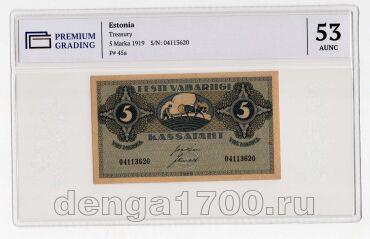 PREMIUM
GRADING
Estonia
Treasury
5 Marka 1919 S/N: 04113620
P# 45a
53
AUNC
EESTI VABARIIGI
5
5
KASSATÄHT
04113620
04113620
1919
denga1700.ru